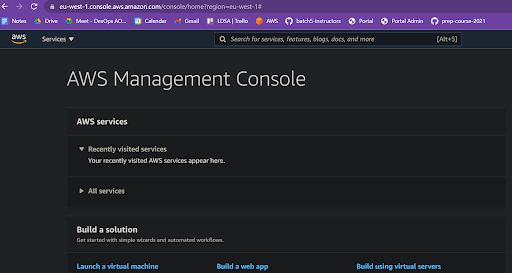 eu-west-1.console.aws.amazon.com/console/home?region=eu-west-1#
Notes Drive Meet - DevOps AO... Calendar Gmail LDSA | Trello AWS batch5-instructors Portal Portal Admin prep-course-2021
aws Services Search for services, features, blogs, docs, and more [Alt+S]
AWS Management Console
AWS services
Recently visited services
Your recently visited AWS services appear here.
All services
Build a solution
Get started with simple wizards and automated workflows.
Launch a virtual machine Build a web app Build using virtual servers